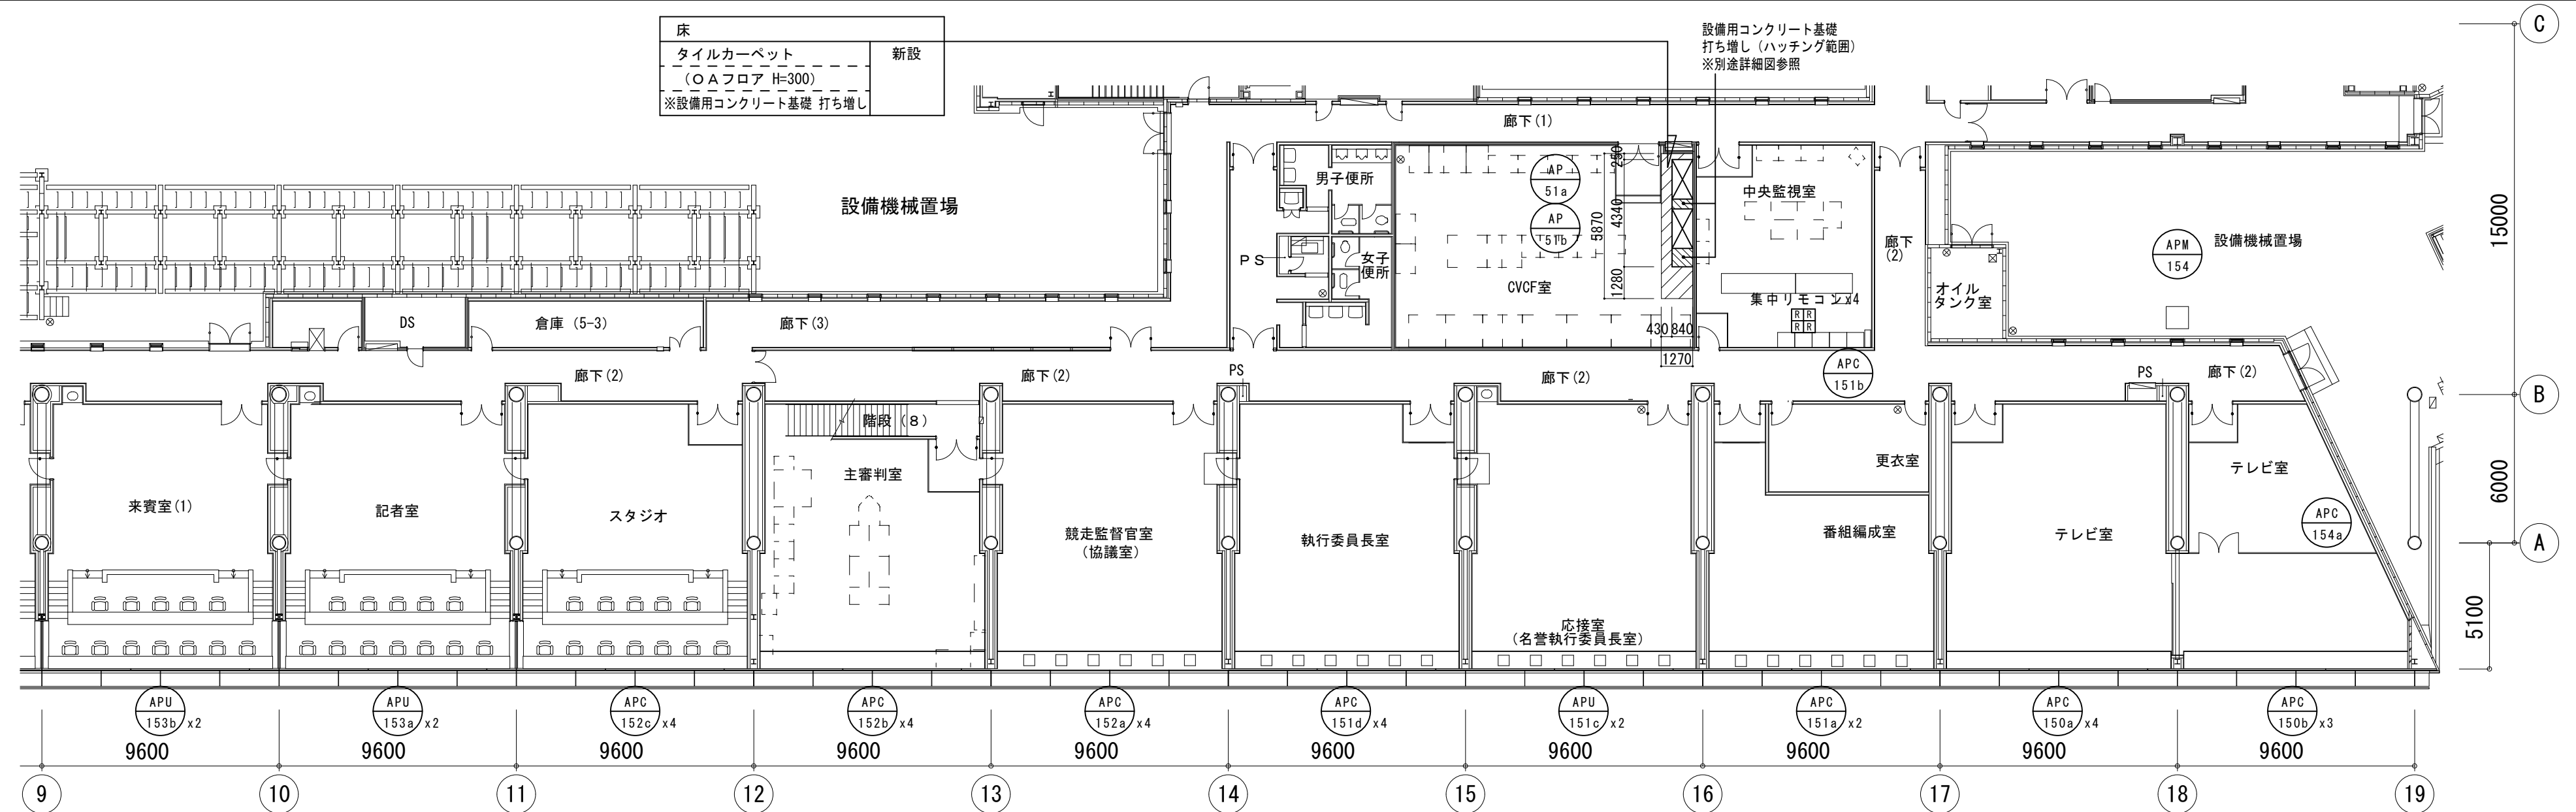 床
タイルカーペット
新設
（ＯＡフロア H=300）
※設備用コンクリート基礎 打ち増し
設備用コンクリート基礎
打ち増し（ハッチング範囲）
※別途詳細図参照
C
廊下(1)
設備機械置場
男子便所
PS
女子
便所
AP
51a
AP
51b
CVCF室
250
4340
5870
1280
430
840
1270
中央監視室
集中リモコンx4
R R
R R
廊下
(2)
APM
154
設備機械置場
オイル
タンク室
15000
DS
倉庫（5-3）
廊下(3)
廊下(2)
廊下(2)
PS
廊下(2)
APC
151b
PS
廊下(2)
B
階段（８）
来賓室(1)
記者室
スタジオ
主審判室
競走監督官室
（協議室）
執行委員長室
応接室
（名誉執行委員長室）
更衣室
番組編成室
テレビ室
テレビ室
APC
154a
6000
A
5100
APU
153b x2
APU
153a x2
APC
152c x4
APC
152b x4
APC
152a x4
APC
151d x4
APU
151c x2
APC
151a x2
APC
150a x4
APC
150b x3
9600 9600 9600 9600 9600 9600 9600 9600 9600 9600
9 10 11 12 13 14 15 16 17 18 19